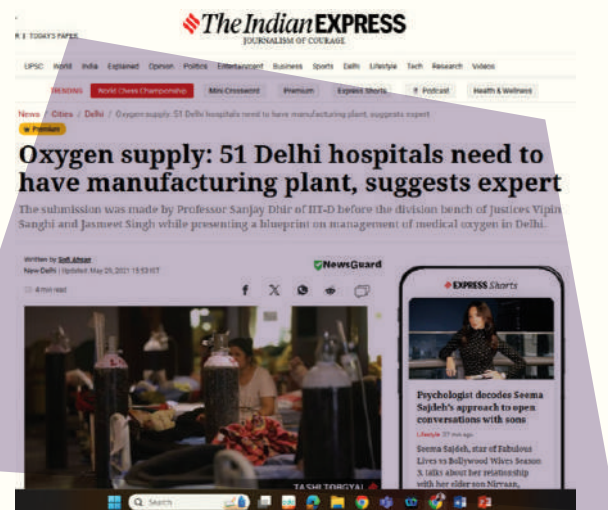 The Indian EXPRESS
JOURNALISM OF COURAGE
TODAY'S PAPER
UPSC World India Explained Opinion Politics Entertainment Business Sports Delhi Lifestyle Tech Research Videos
TRENDING World Chess Championship Mini Crossword Premium Express Shorts Podcast Health & Wellness
News / Cities / Delhi / Oxygen supply: 51 Delhi hospitals need to have manufacturing plant, suggests expert
Premium
Oxygen supply: 51 Delhi hospitals need to
have manufacturing plant, suggests expert
The submission was made by Professor Sanjay Dhir of IIT-D before the division bench of Justices Vipin
Sanghi and Jasmeet Singh while presenting a blueprint on management of medical oxygen in Delhi.
Written by Sofi Ahsan
New Delhi | Updated: May 29, 2021 IST
4 min read
NewsGuard
EXPRESS Shorts
Psychologist decodes Seema
Sajdeh's approach to open
conversations with sons
Lifestyle 37 min ago
Seema Sajdeh, star of Fabulous
Lives vs Bollywood Wives Season
3, talks about her relationship
with her elder son Nirvaan,
TASHI TOBGYAL
Search